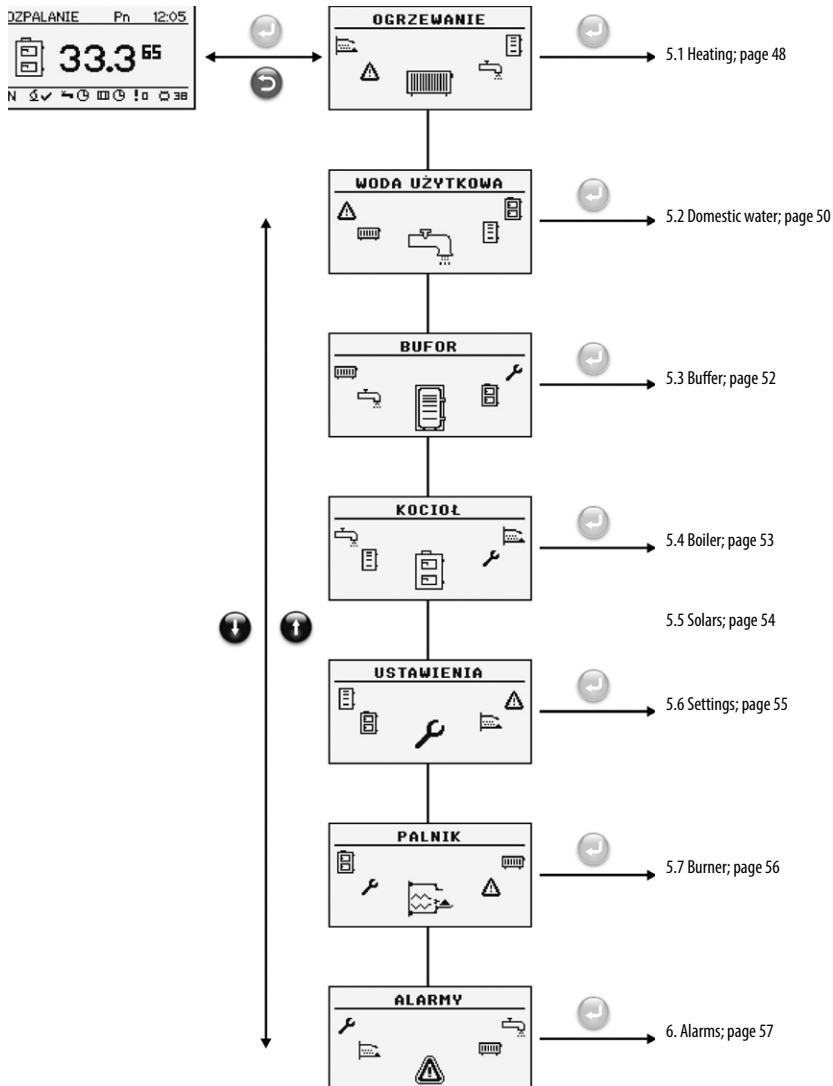 OZPALANIE Pn 12:05
33.3 65
N 38
OGRZEWANIE
5.1 Heating; page 48
WODA UŻYTKOWA
5.2 Domestic water; page 50
BUFOR
5.3 Buffer; page 52
KOCIOŁ
5.4 Boiler; page 53
5.5 Solars; page 54
USTAWIENIA
5.6 Settings; page 55
PALNIK
5.7 Burner; page 56
ALARMY
6. Alarms; page 57